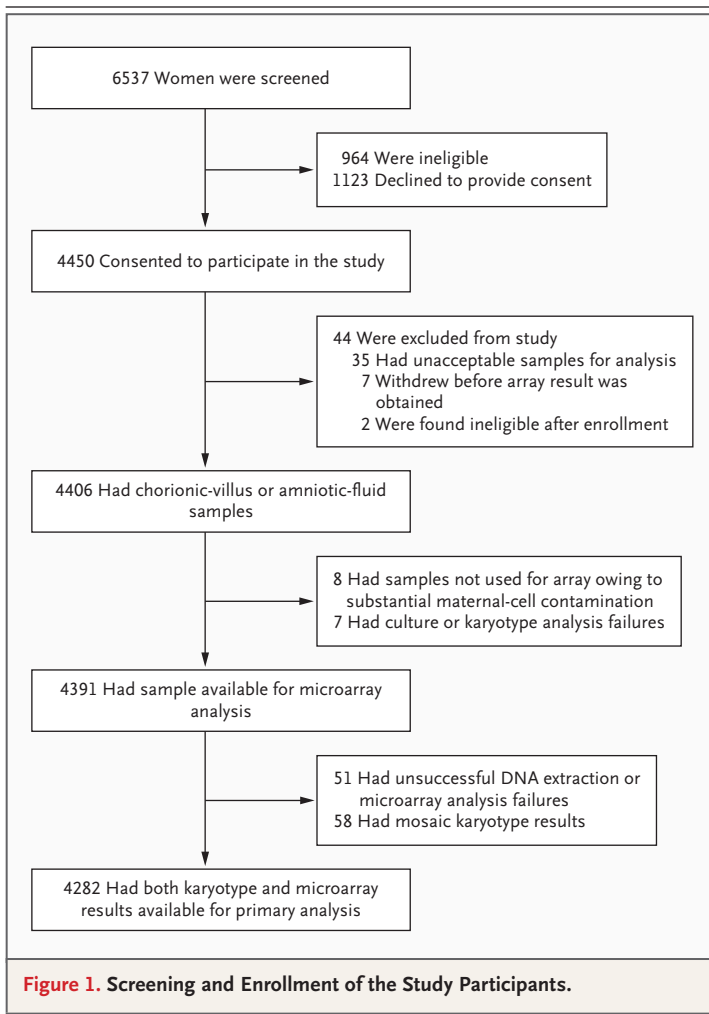 6537 Women were screened
964 Were ineligible
1123 Declined to provide consent
4450 Consented to participate in the study
44 Were excluded from study
35 Had unacceptable samples for analysis
7 Withdrew before array result was
obtained
2 Were found ineligible after enrollment
4406 Had chorionic-villus or amniotic-fluid
samples
8 Had samples not used for array owing to
substantial maternal-cell contamination
7 Had culture or karyotype analysis failures
4391 Had sample available for microarray
analysis
51 Had unsuccessful DNA extraction or
microarray analysis failures
58 Had mosaic karyotype results
4282 Had both karyotype and microarray
results available for primary analysis
Figure 1. Screening and Enrollment of the Study Participants.